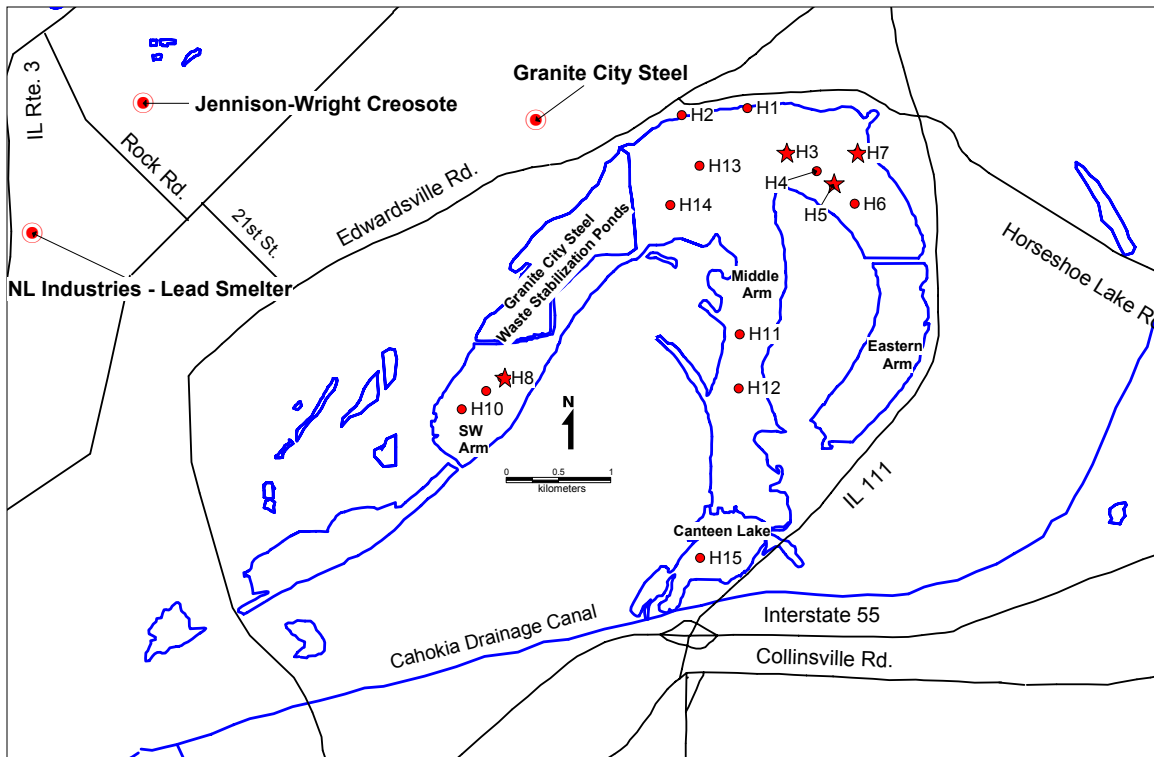 IL Rte. 3
Jennison-Wright Creosote
Granite City Steel
Rock Rd.
21st St.
NL Industries - Lead Smelter
Edwardsville Rd.
Granite City Steel
Waste Stabilization Ponds
H2
H1
H13
H3
H7
H4
H14
H5
H6
Horseshoe Lake Rd
Middle
Arm
H11
Eastern
Arm
H8
H12
H10
SW
Arm
N
0 0.5 1
kilometers
IL 111
Canteen Lake
H15
Cahokia Drainage Canal
Interstate 55
Collinsville Rd.